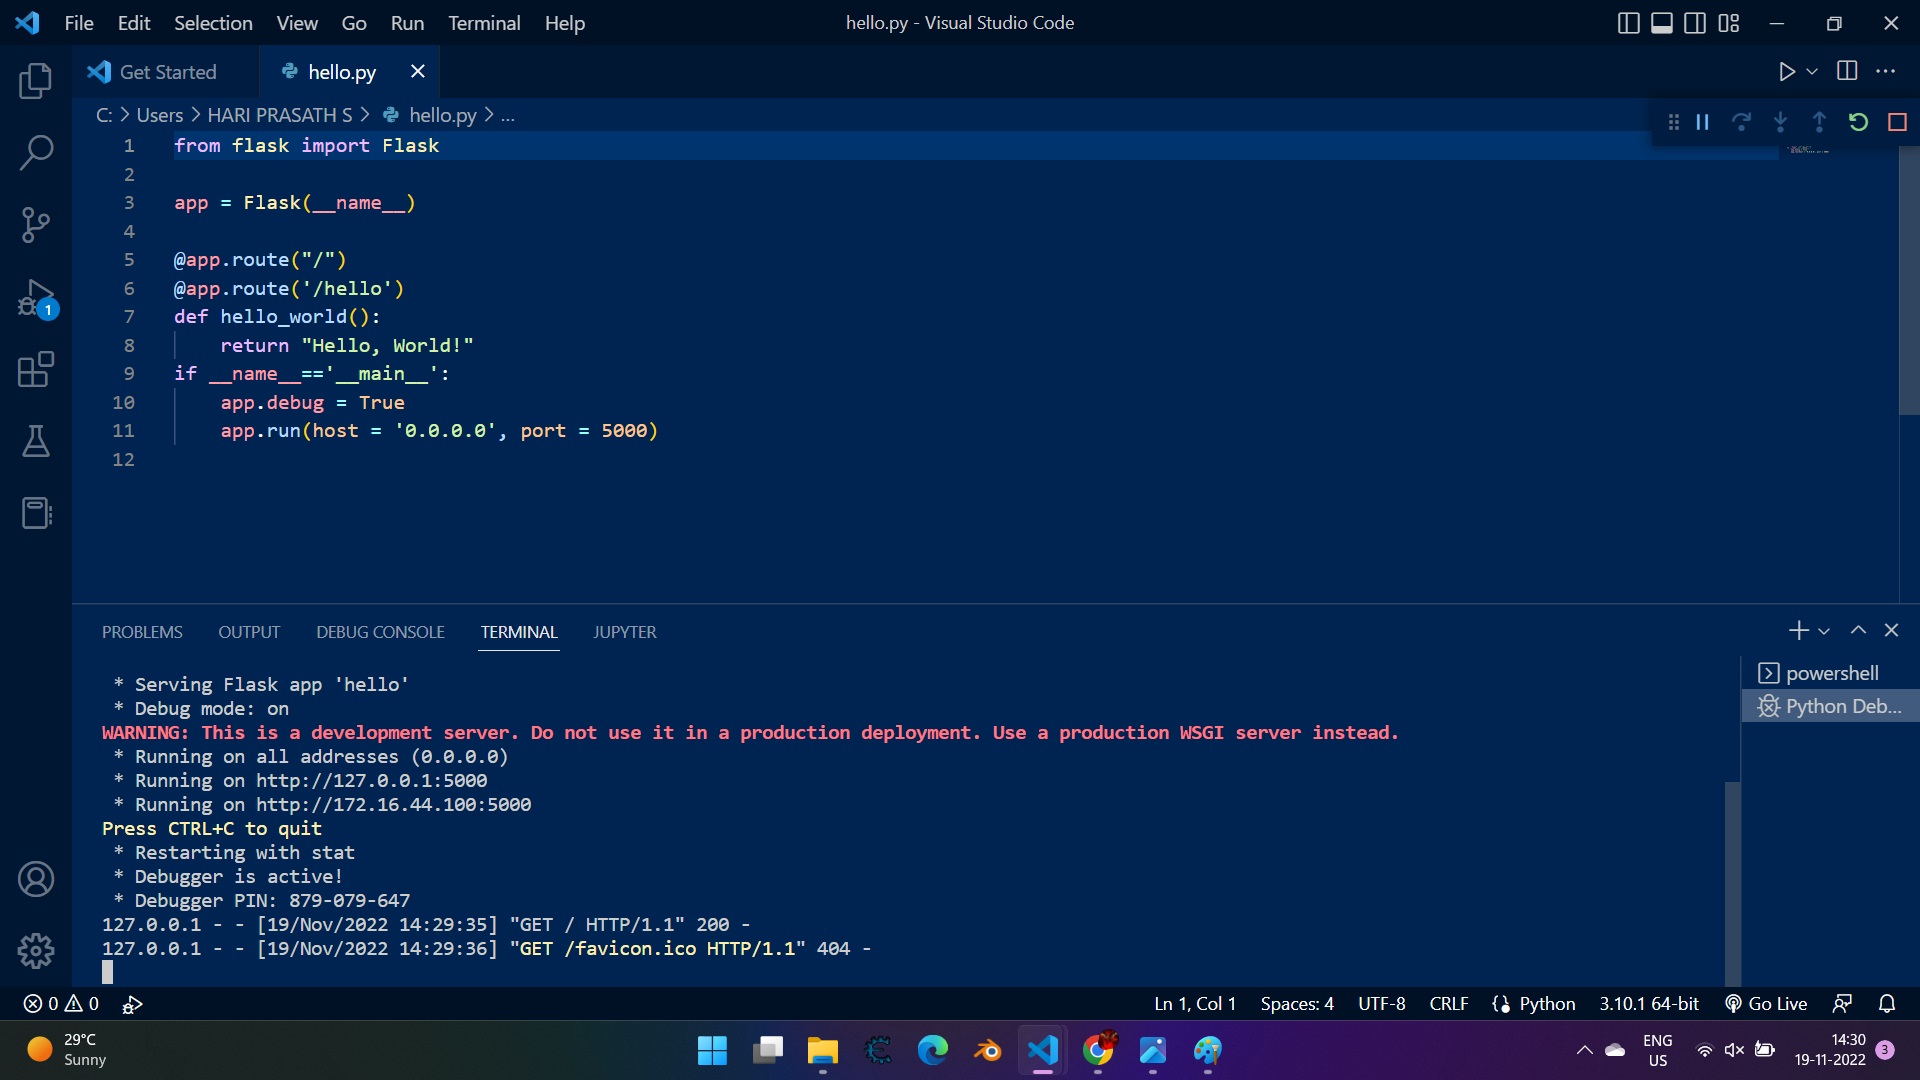 File Edit Selection View Go Run Terminal Help
hello.py - Visual Studio Code
Get Started
hello.py
C: > Users > HARI PRASATH S > hello.py > ...
1 from flask import Flask
2
3 app = Flask(__name__)
4
5 @app.route("/")
6 @app.route('/hello')
7 def hello_world():
8 return "Hello, World!"
9 if __name__=='__main__':
10 app.debug = True
11 app.run(host = '0.0.0.0', port = 5000)
12
1
PROBLEMS OUTPUT DEBUG CONSOLE TERMINAL JUPYTER
powershell
Python Deb...
* Serving Flask app 'hello'
* Debug mode: on
WARNING: This is a development server. Do not use it in a production deployment. Use a production WSGI server instead.
* Running on all addresses (0.0.0.0)
* Running on http://127.0.0.1:5000
* Running on http://172.16.44.100:5000
Press CTRL+C to quit
* Restarting with stat
* Debugger is active!
* Debugger PIN: 879-079-647
127.0.0.1 - - [19/Nov/2022 14:29:35] "GET / HTTP/1.1" 200 -
127.0.0.1 - - [19/Nov/2022 14:29:36] "GET /favicon.ico HTTP/1.1" 404 -
0 0
Ln 1, Col 1 Spaces: 4 UTF-8 CRLF Python 3.10.1 64-bit Go Live
29°C
Sunny
ENG
US
14:30
19-11-2022
3